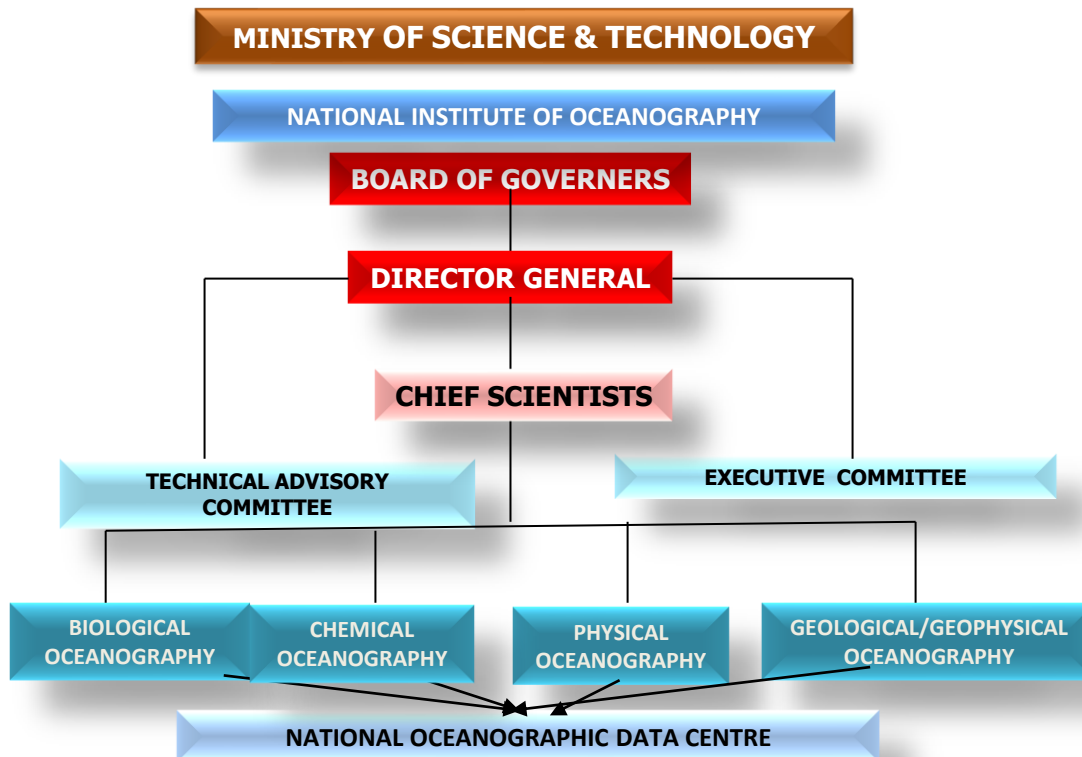 MINISTRY OF SCIENCE & TECHNOLOGY
NATIONAL INSTITUTE OF OCEANOGRAPHY
BOARD OF GOVERNERS
DIRECTOR GENERAL
CHIEF SCIENTISTS
TECHNICAL ADVISORY
COMMITTEE
EXECUTIVE COMMITTEE
BIOLOGICAL
OCEANOGRAPHY
CHEMICAL
OCEANOGRAPHY
PHYSICAL
OCEANOGRAPHY
GEOLOGICAL/GEOPHYSICAL
OCEANOGRAPHY
NATIONAL OCEANOGRAPHIC DATA CENTRE